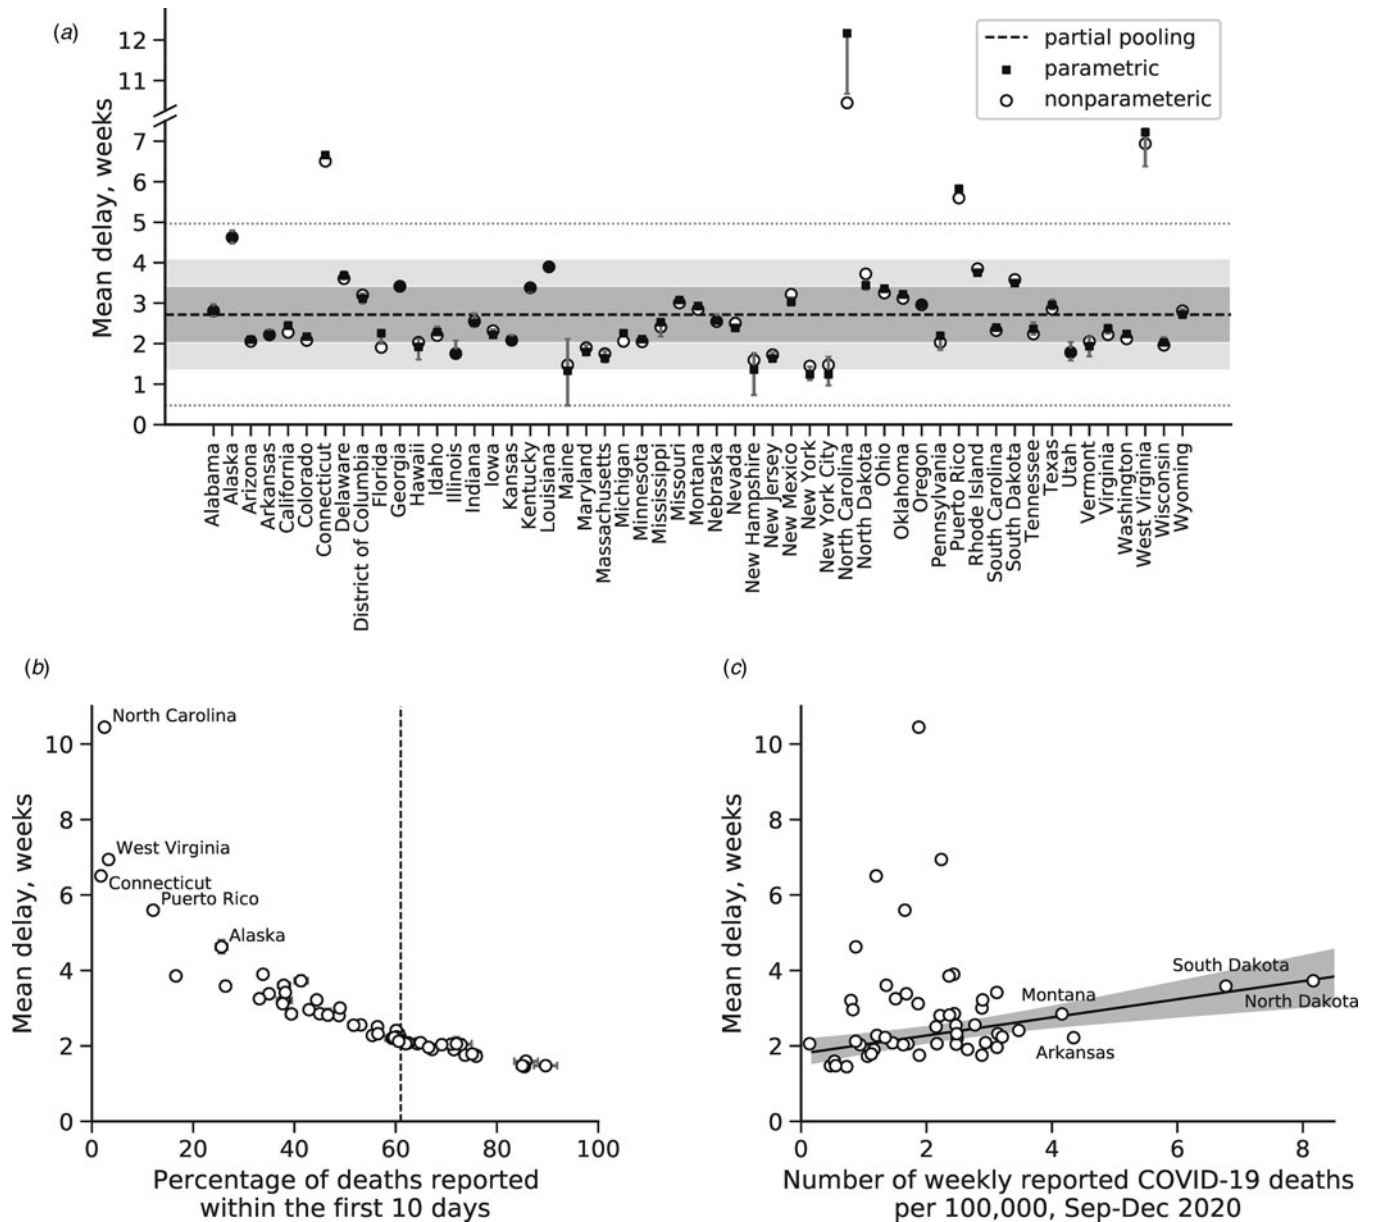 (a)
12
11
7
6
5
4
3
2
1
0
Mean delay, weeks
partial pooling
parametric
nonparameteric
Alabama
Alaska
Arizona
Arkansas
California
Colorado
Connecticut
Delaware
District of Columbia
Florida
Georgia
Hawaii
Idaho
Illinois
Indiana
Iowa
Kansas
Kentucky
Louisiana
Maine
Maryland
Massachusetts
Michigan
Minnesota
Mississippi
Missouri
Montana
Nebraska
Nevada
New Hampshire
New Jersey
New Mexico
New York
New York City
North Carolina
North Dakota
Ohio
Oklahoma
Oregon
Pennsylvania
Puerto Rico
Rhode Island
South Carolina
South Dakota
Tennessee
Texas
Utah
Vermont
Virginia
Washington
West Virginia
Wisconsin
Wyoming
(b)
10
8
6
4
2
0
Mean delay, weeks
North Carolina
West Virginia
Connecticut
Puerto Rico
Alaska
0 20 40 60 80 100
Percentage of deaths reported
within the first 10 days
(c)
10
8
6
4
2
0
Mean delay, weeks
South Dakota
Montana
North Dakota
Arkansas
0 2 4 6 8
Number of weekly reported COVID-19 deaths
per 100,000, Sep-Dec 2020